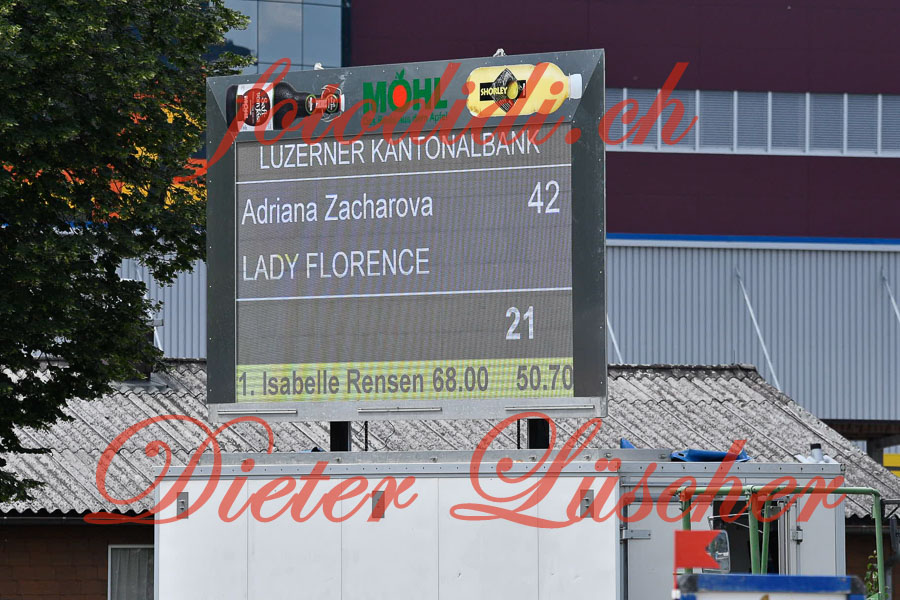 MÖHL
SHORLEY
LUZERNER KANTONALBANK
Adriana Zacharova 42
LADY FLORENCE
21
1. Isabelle Rensen 68.00 50.70
Dieter Lüscher